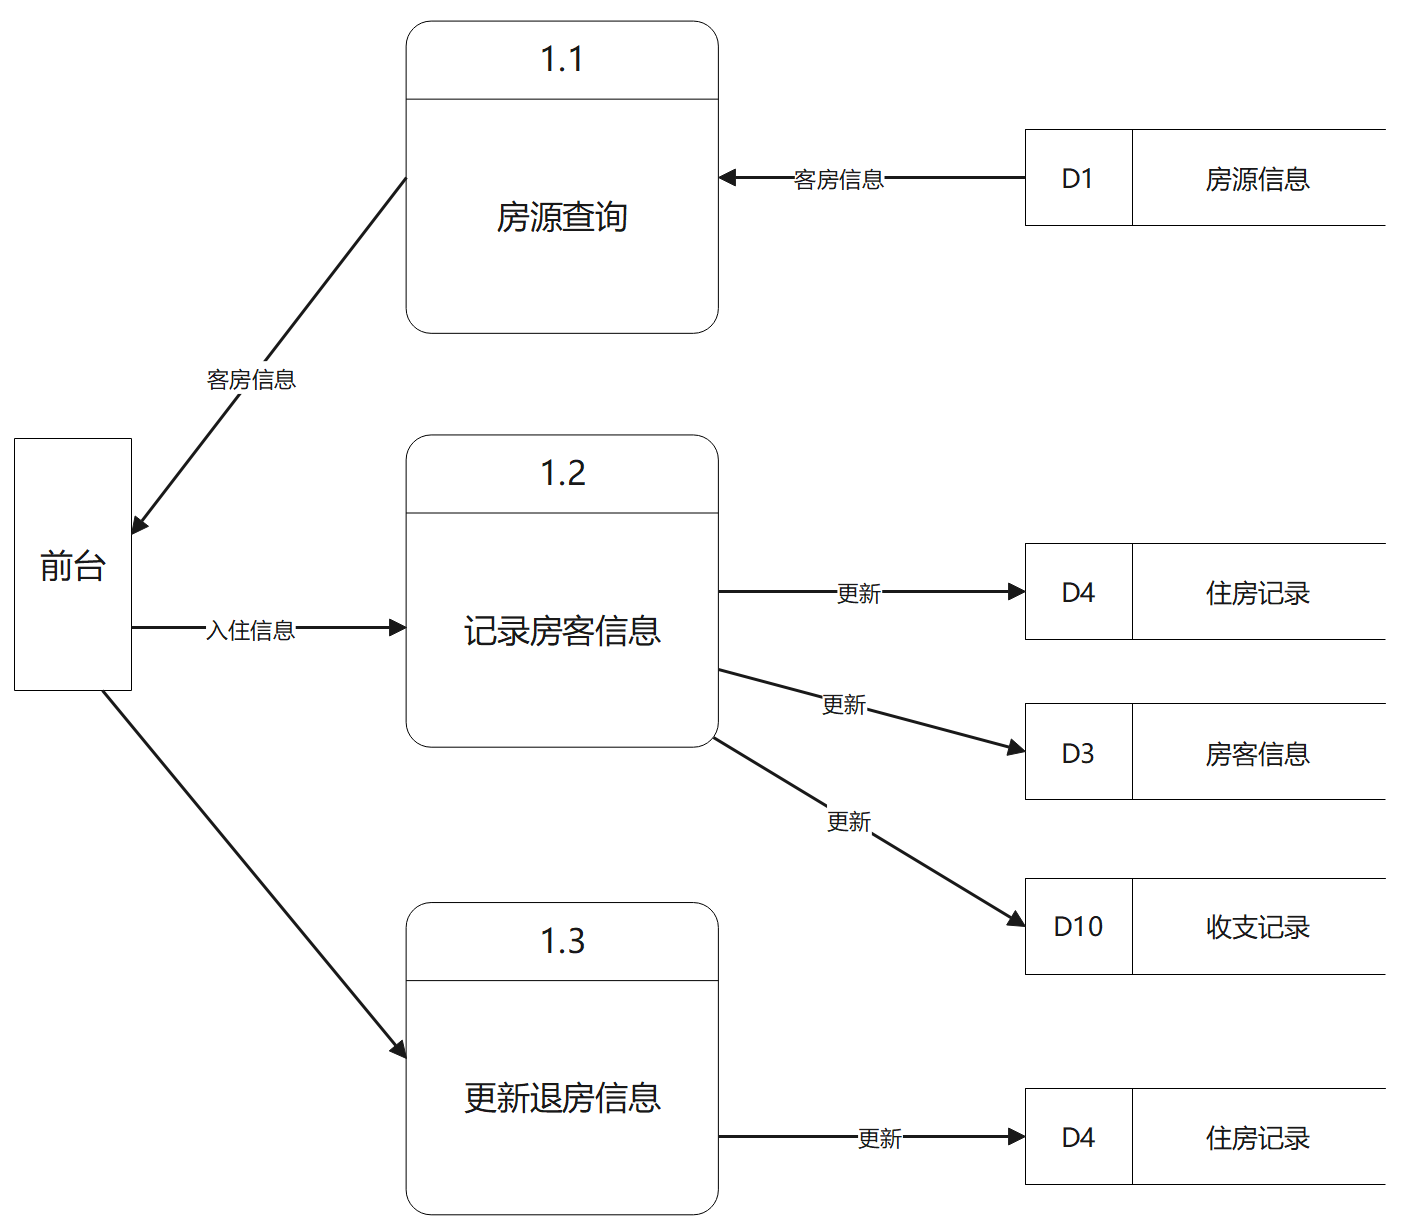 1.1
房源查询
客房信息
D1
房源信息
客房信息
前台
入住信息
1.2
记录房客信息
更新
D4
住房记录
更新
D3
房客信息
更新
D10
收支记录
1.3
更新退房信息
更新
D4
住房记录